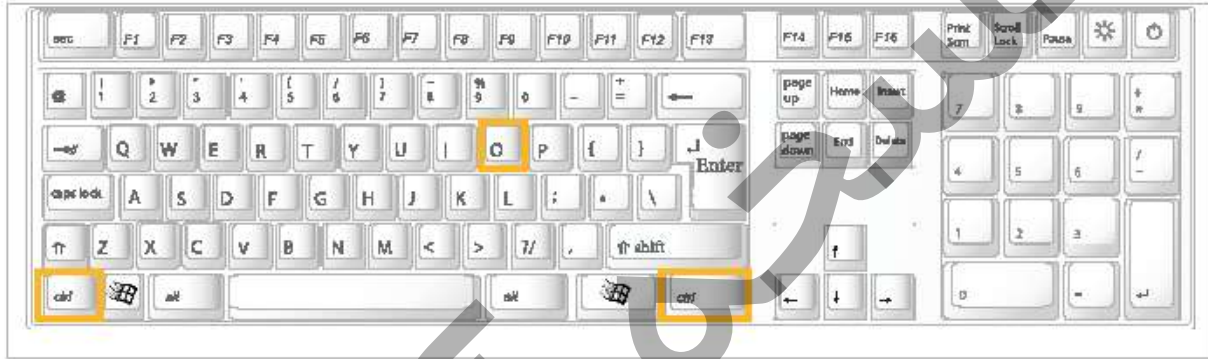 esc F1 F2 F3 F4 F5 F6 F7 F8 F9 F10 F11 F12 F13 F14 F15 F16 Print Scrn Scroll Lock Pause
1 2 3 4 5 6 7 8 % 9 0 - + = page up Home Insert 7 8 9 + *
Q W E R T Y U I O P { } Enter page down End Delete 4 5 6 / -
caps lock A S D F G H J K L ; \
Z X C V B N M < > ?/ shift 1 2 3
ctrl alt alt ctrl 0